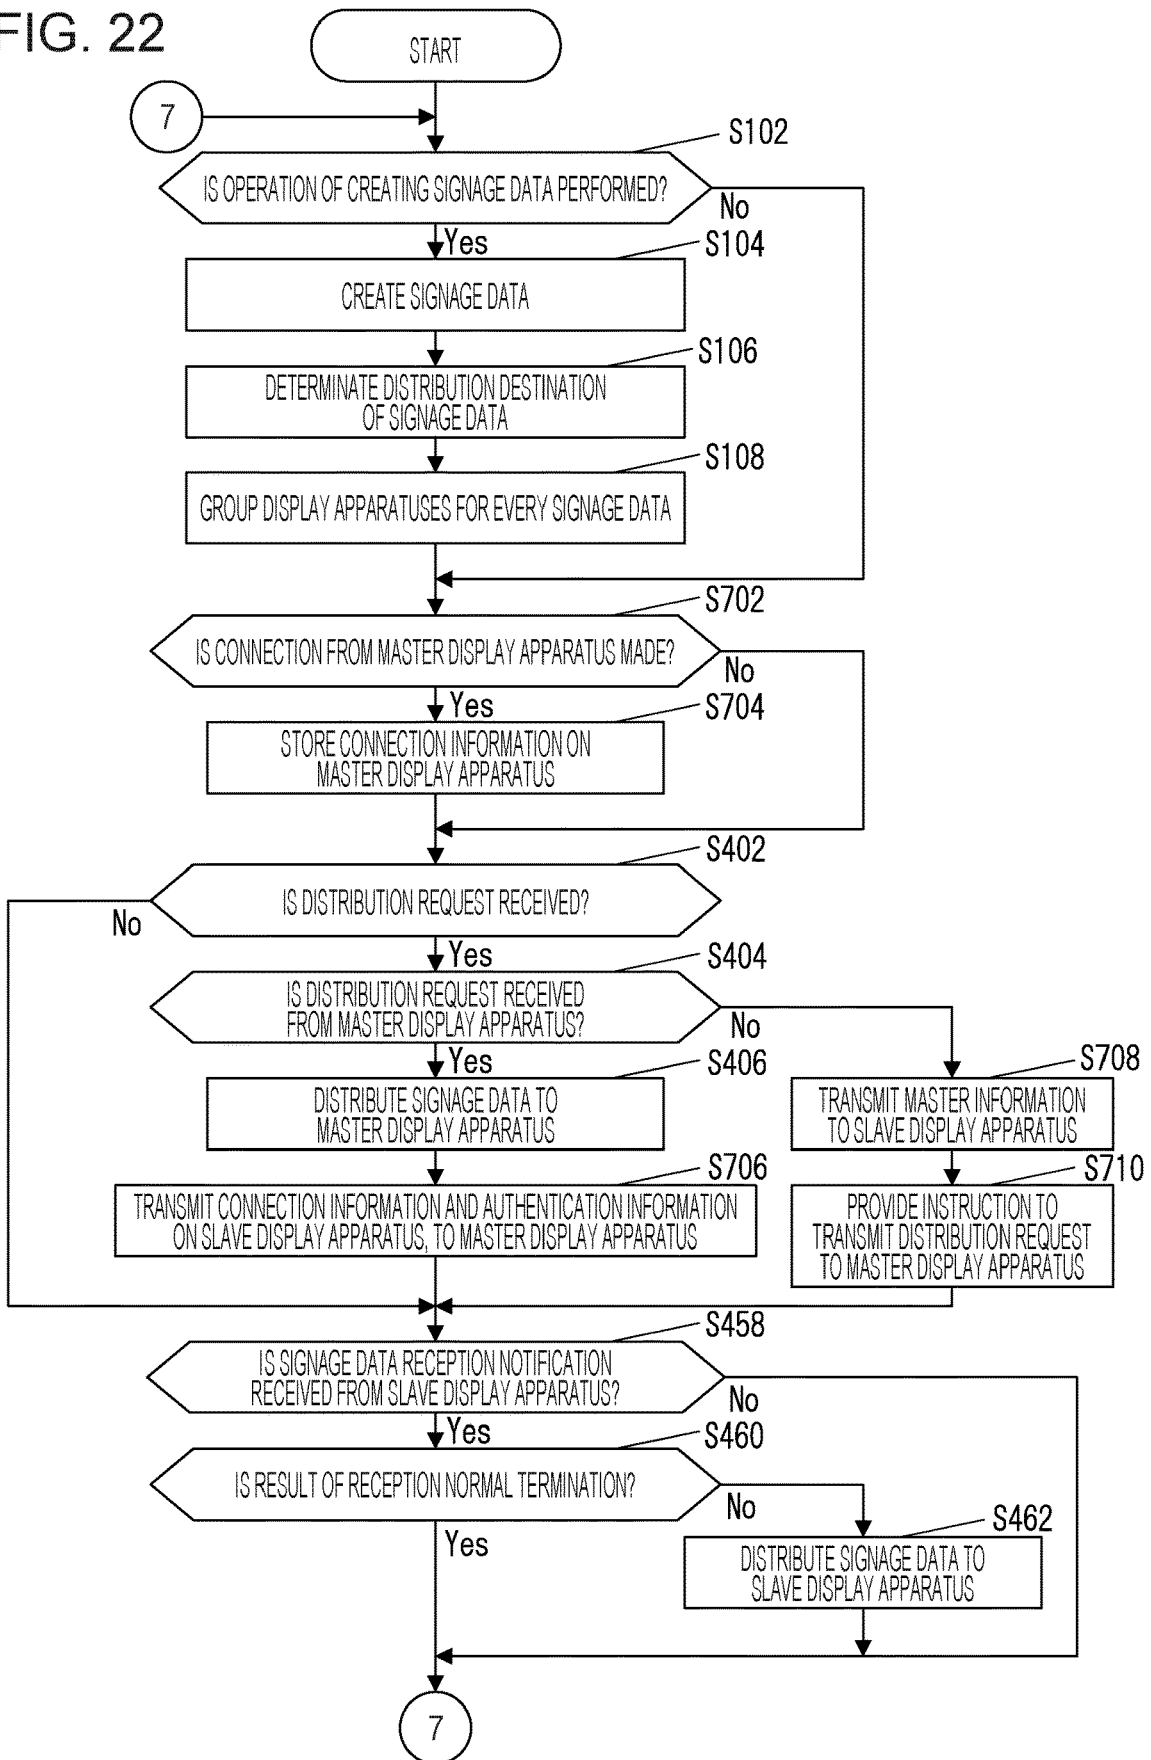 FIG. 22
START
7
S102
IS OPERATION OF CREATING SIGNAGE DATA PERFORMED?
No
Yes
S104
CREATE SIGNAGE DATA
S106
DETERMINATE DISTRIBUTION DESTINATION
OF SIGNAGE DATA
S108
GROUP DISPLAY APPARATUSES FOR EVERY SIGNAGE DATA
S702
IS CONNECTION FROM MASTER DISPLAY APPARATUS MADE?
No
Yes
S704
STORE CONNECTION INFORMATION ON
MASTER DISPLAY APPARATUS
S402
IS DISTRIBUTION REQUEST RECEIVED?
No
Yes
S404
IS DISTRIBUTION REQUEST RECEIVED
FROM MASTER DISPLAY APPARATUS?
No
Yes
S406
DISTRIBUTE SIGNAGE DATA TO
MASTER DISPLAY APPARATUS
S708
TRANSMIT MASTER INFORMATION
TO SLAVE DISPLAY APPARATUS
S706
TRANSMIT CONNECTION INFORMATION AND AUTHENTICATION INFORMATION
ON SLAVE DISPLAY APPARATUS, TO MASTER DISPLAY APPARATUS
S710
PROVIDE INSTRUCTION TO
TRANSMIT DISTRIBUTION REQUEST
TO MASTER DISPLAY APPARATUS
S458
IS SIGNAGE DATA RECEPTION NOTIFICATION
RECEIVED FROM SLAVE DISPLAY APPARATUS?
No
Yes
S460
IS RESULT OF RECEPTION NORMAL TERMINATION?
No
Yes
S462
DISTRIBUTE SIGNAGE DATA TO
SLAVE DISPLAY APPARATUS
7